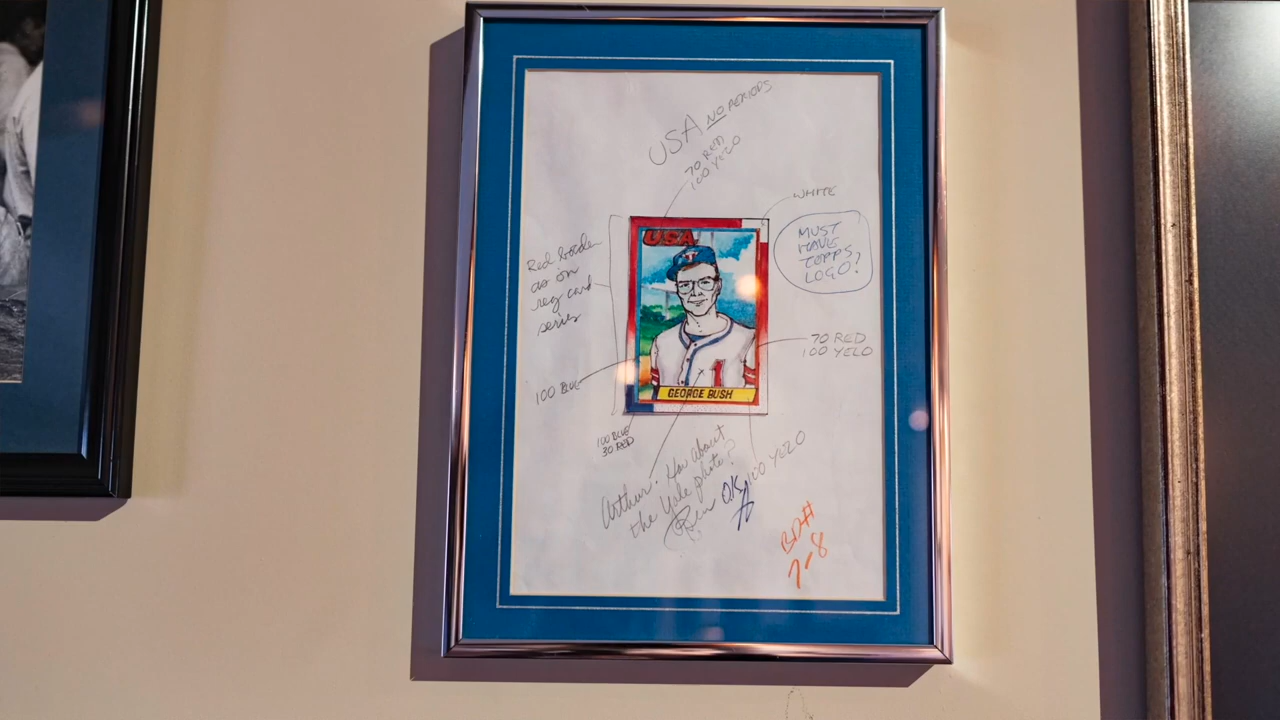 USA NO PERIODS
70 RED
100 YELO
WHITE
MUST
HAVE
TOPPS
LOGO?
Red border
as on
reg card
series
USA
T
1
GEORGE BUSH
70 RED
100 YELO
100 BLUE
100 BLUE
30 RED
Arthur. How about
the Yale photo?
Ben
OK
100 YELO
7-8